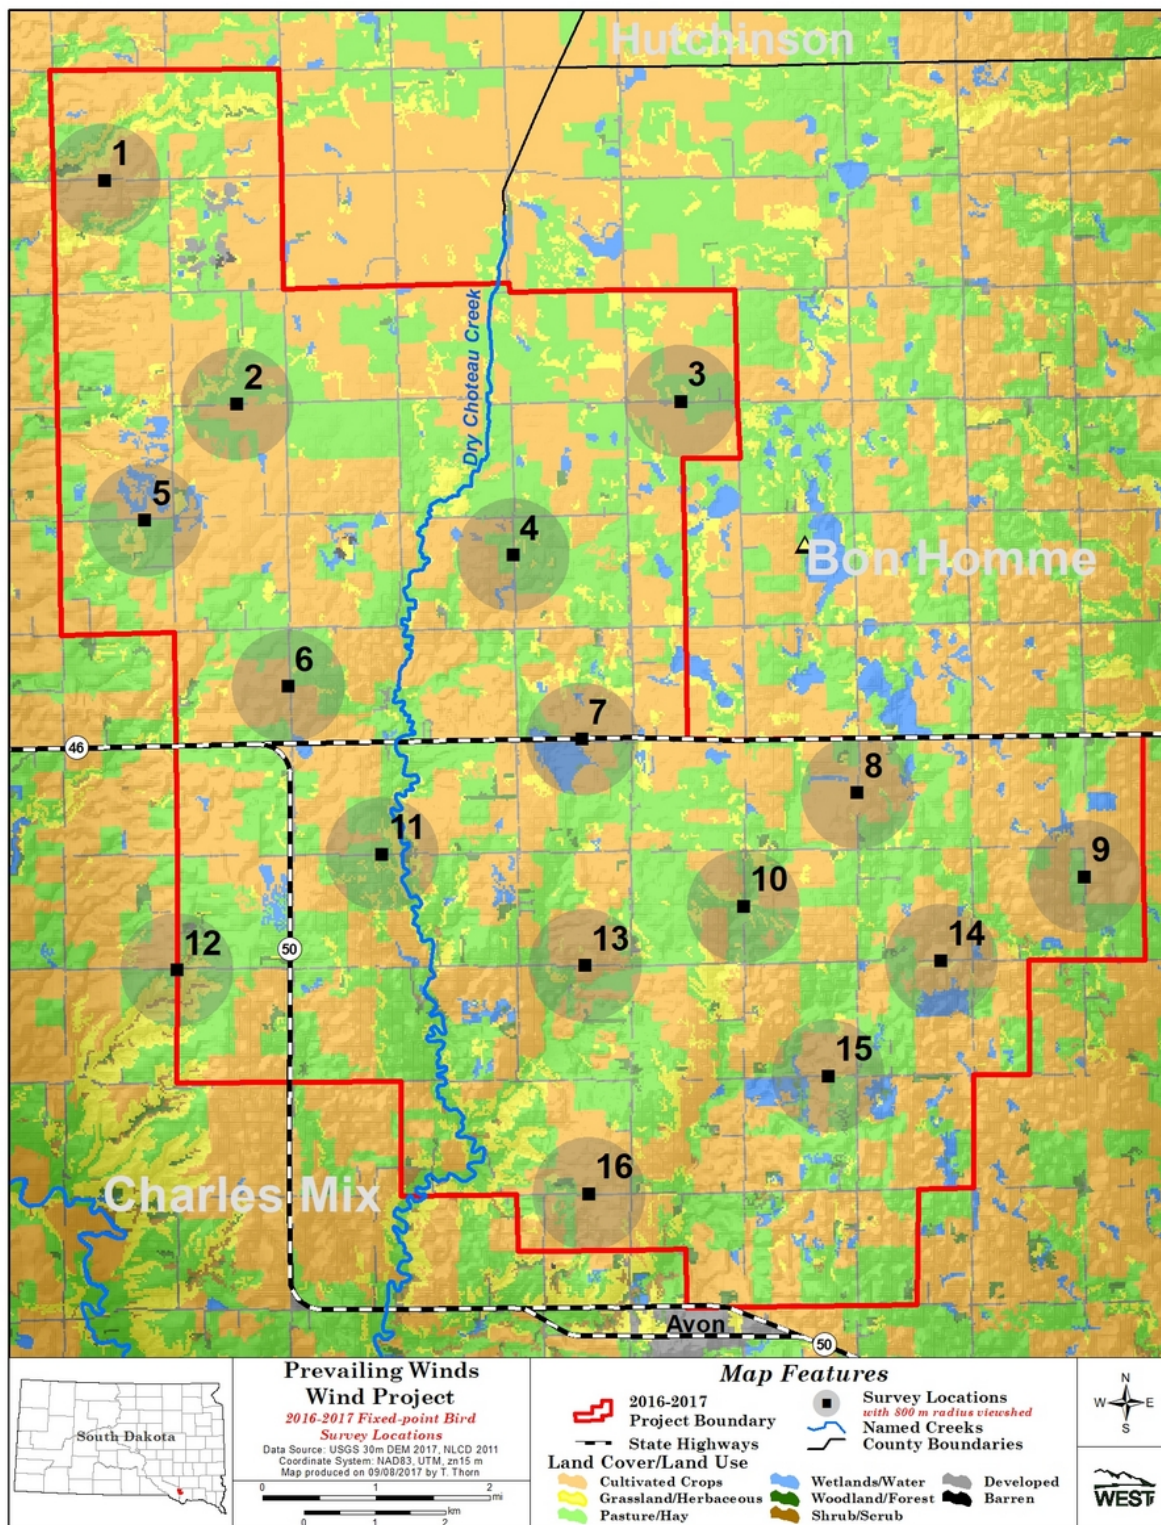 Hutchinson
1
Dry Choteau Creek
2
3
5
4
Bon Homme
6
7
46
8
11
9
10
12
50
13
14
15
16
Charles Mix
Avon
50
South Dakota
Prevailing Winds
Wind Project
2016-2017 Fixed-point Bird
Survey Locations
Data Source: USGS 30m DEM 2017, NLCD 2011
Coordinate System: NAD83, UTM, zn15 m
Map produced on 09/08/2017 by T. Thorn
0 1 2
mi
km
0 1 2
Map Features
2016-2017
Project Boundary
State Highways
Survey Locations
with 800 m radius viewshed
Named Creeks
County Boundaries
Land Cover/Land Use
Cultivated Crops
Grassland/Herbaceous
Pasture/Hay
Wetlands/Water
Woodland/Forest
Shrub/Scrub
Developed
Barren
N
W E
S
WEST